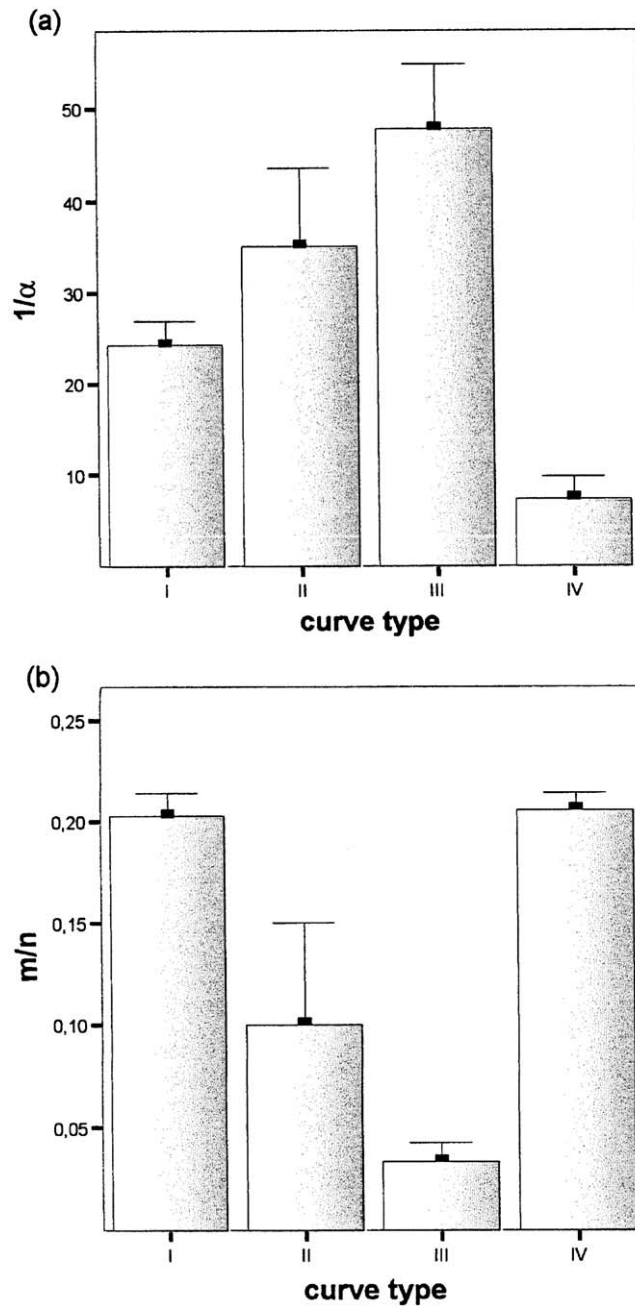 (a)
50
40
30
20
10
1/α
I II III IV
curve type
(b)
0,25
0,20
0,15
0,10
0,05
m/n
I II III IV
curve type